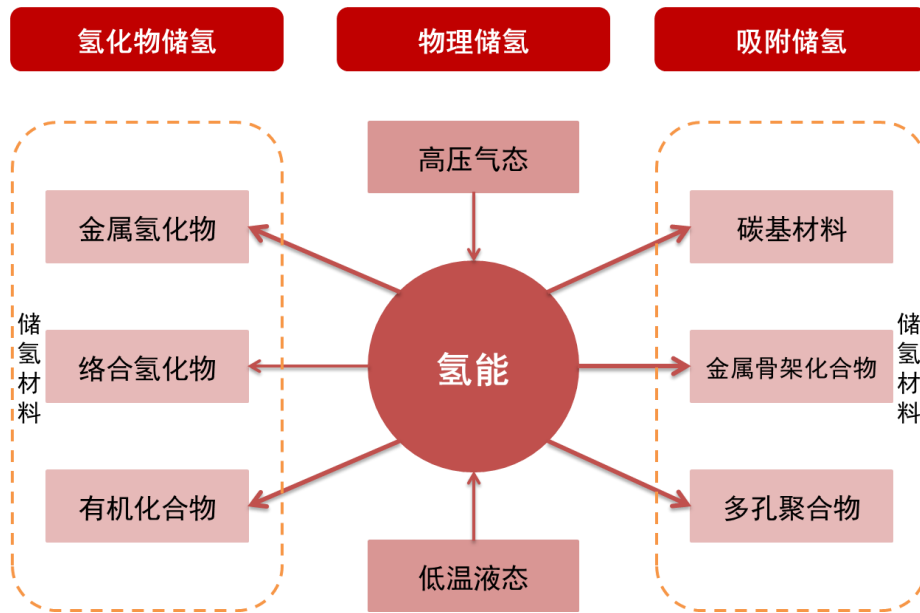 氢化物储氢
物理储氢
吸附储氢
高压气态
金属氢化物
碳基材料
储氢材料
络合氢化物
氢能
金属骨架化合物
储氢材料
有机化合物
多孔聚合物
低温液态